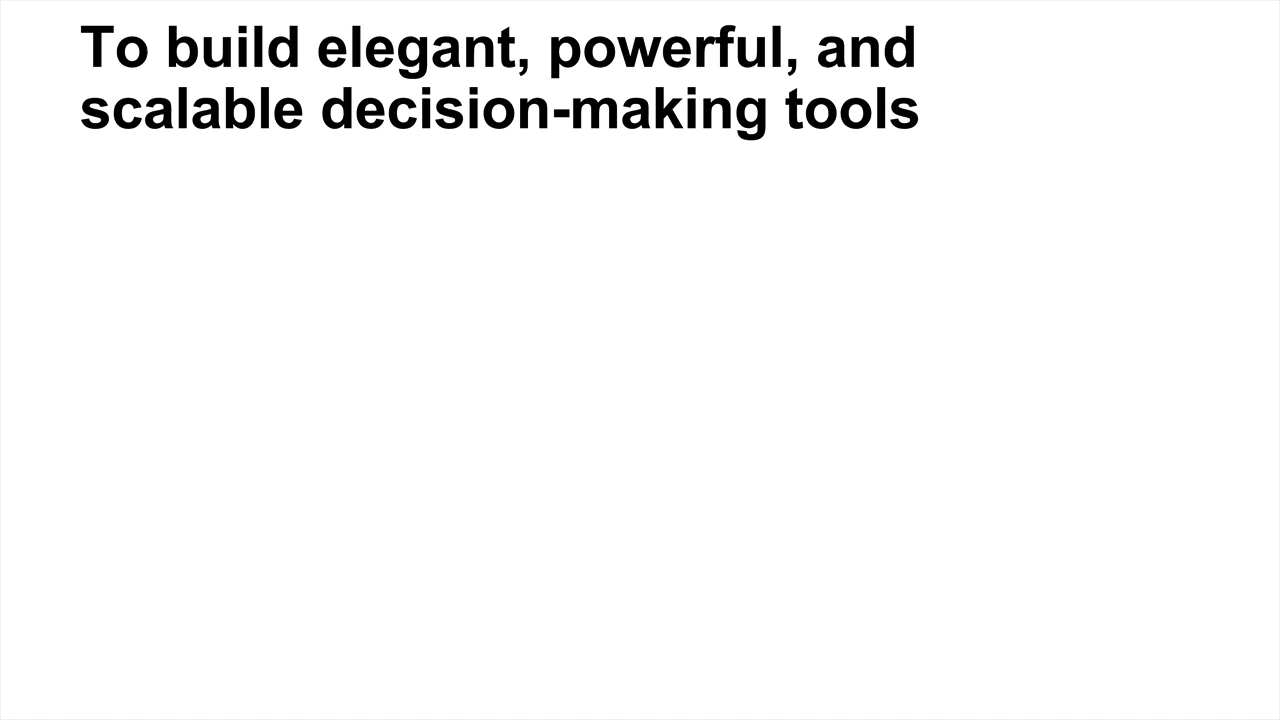 To build elegant, powerful, and
scalable decision-making tools